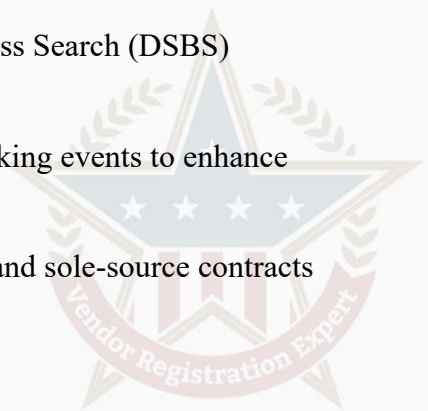 ss Search (DSBS)
king events to enhance
and sole-source contracts
Vendor Registration Expert